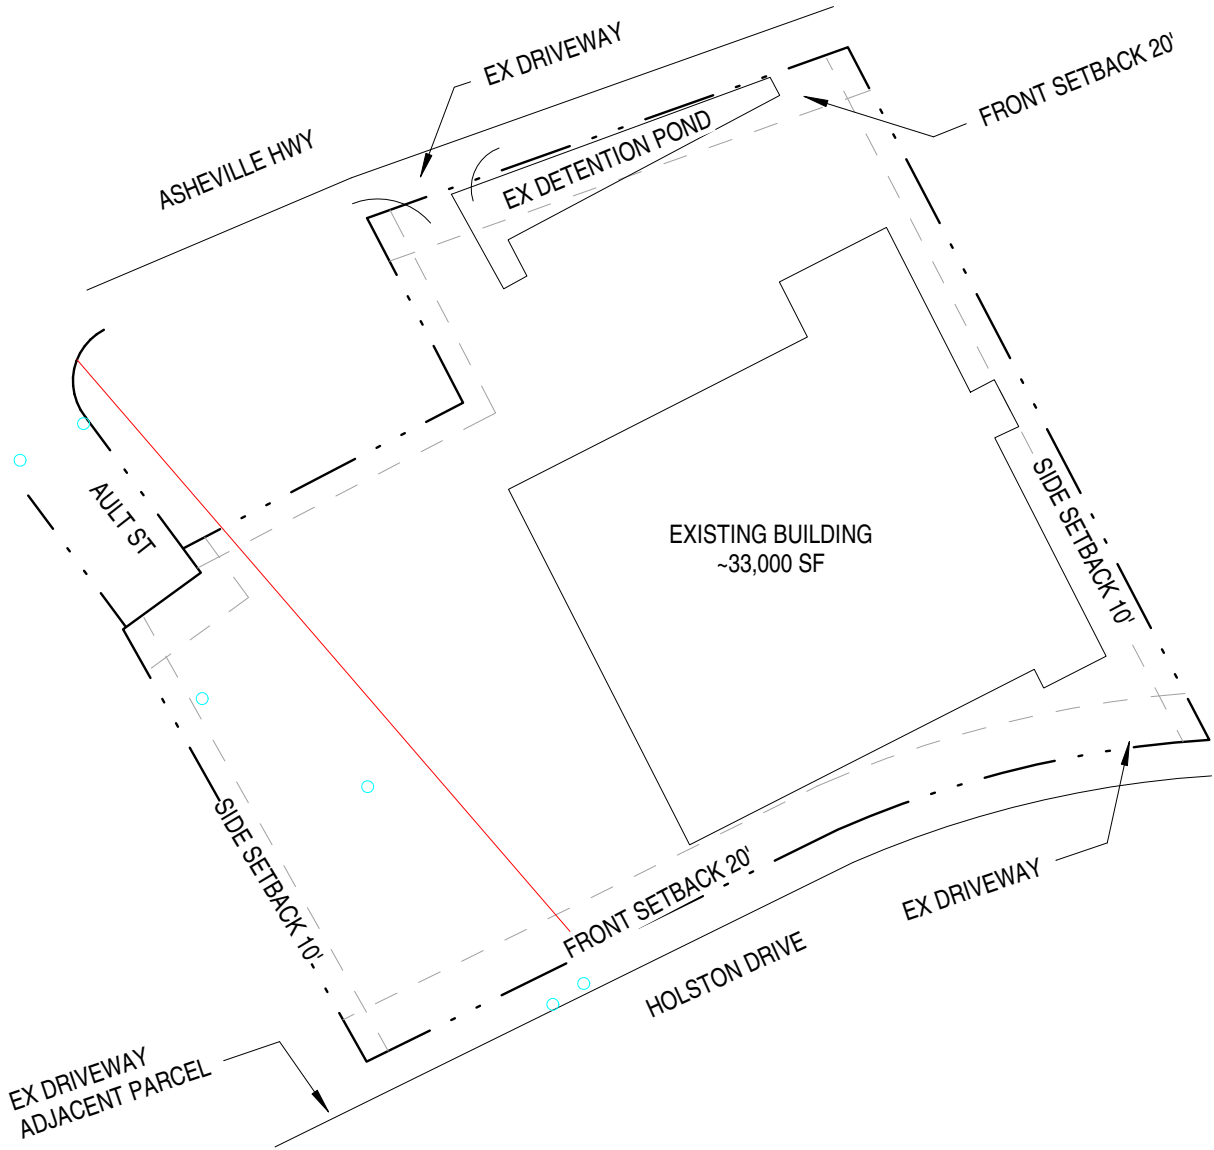 EX DRIVEWAY
FRONT SETBACK 20'
ASHEVILLE HWY
EX DETENTION POND
AULT ST
EXISTING BUILDING
~33,000 SF
SIDE SETBACK 10'
SIDE SETBACK 10'
FRONT SETBACK 20'
EX DRIVEWAY
HOLSTON DRIVE
EX DRIVEWAY
ADJACENT PARCEL